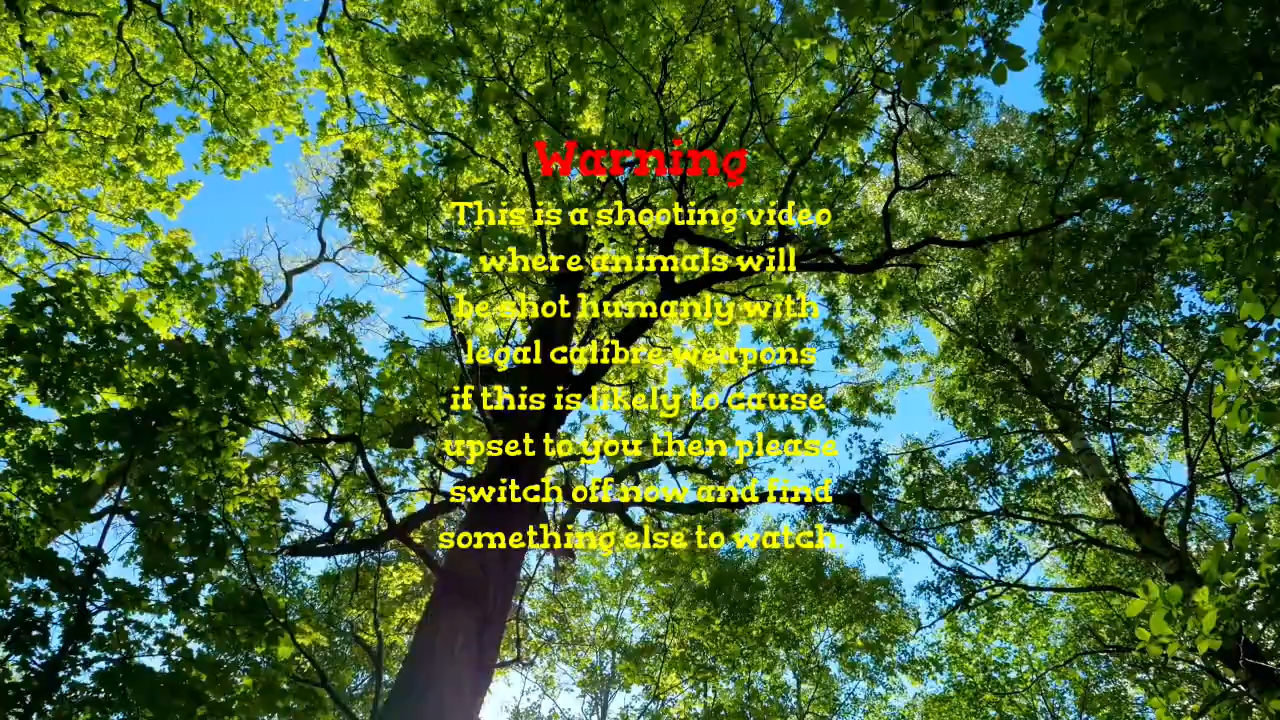 Warning
This is a shooting video
where animals will
be shot humanly with
legal calibre weapons
if this is likely to cause
upset to you then please
switch off now and find
something else to watch.